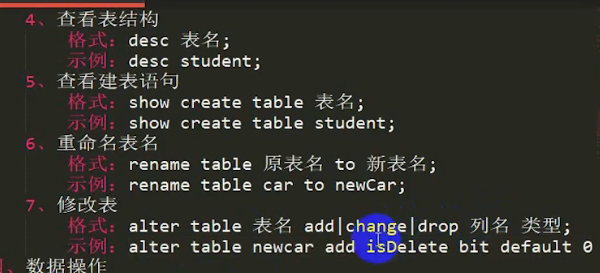 4、查看表结构
格式：desc 表名;
示例：desc student;
5、查看建表语句
格式：show create table 表名;
示例：show create table student;
6、重命名表名
格式：rename table 原表名 to 新表名;
示例：rename table car to newCar;
7、修改表
格式：alter table 表名 add|change|drop 列名 类型;
示例：alter table newcar add isDelete bit default 0
、数据操作